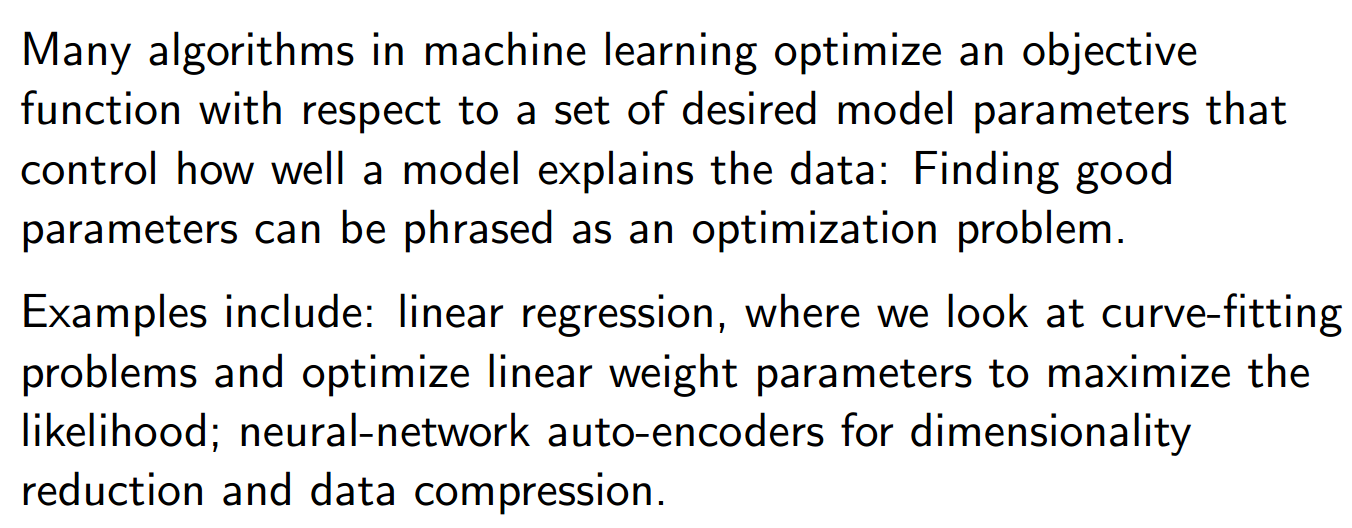 Many algorithms in machine learning optimize an objective
function with respect to a set of desired model parameters that
control how well a model explains the data: Finding good
parameters can be phrased as an optimization problem.
Examples include: linear regression, where we look at curve-fitting
problems and optimize linear weight parameters to maximize the
likelihood; neural-network auto-encoders for dimensionality
reduction and data compression.